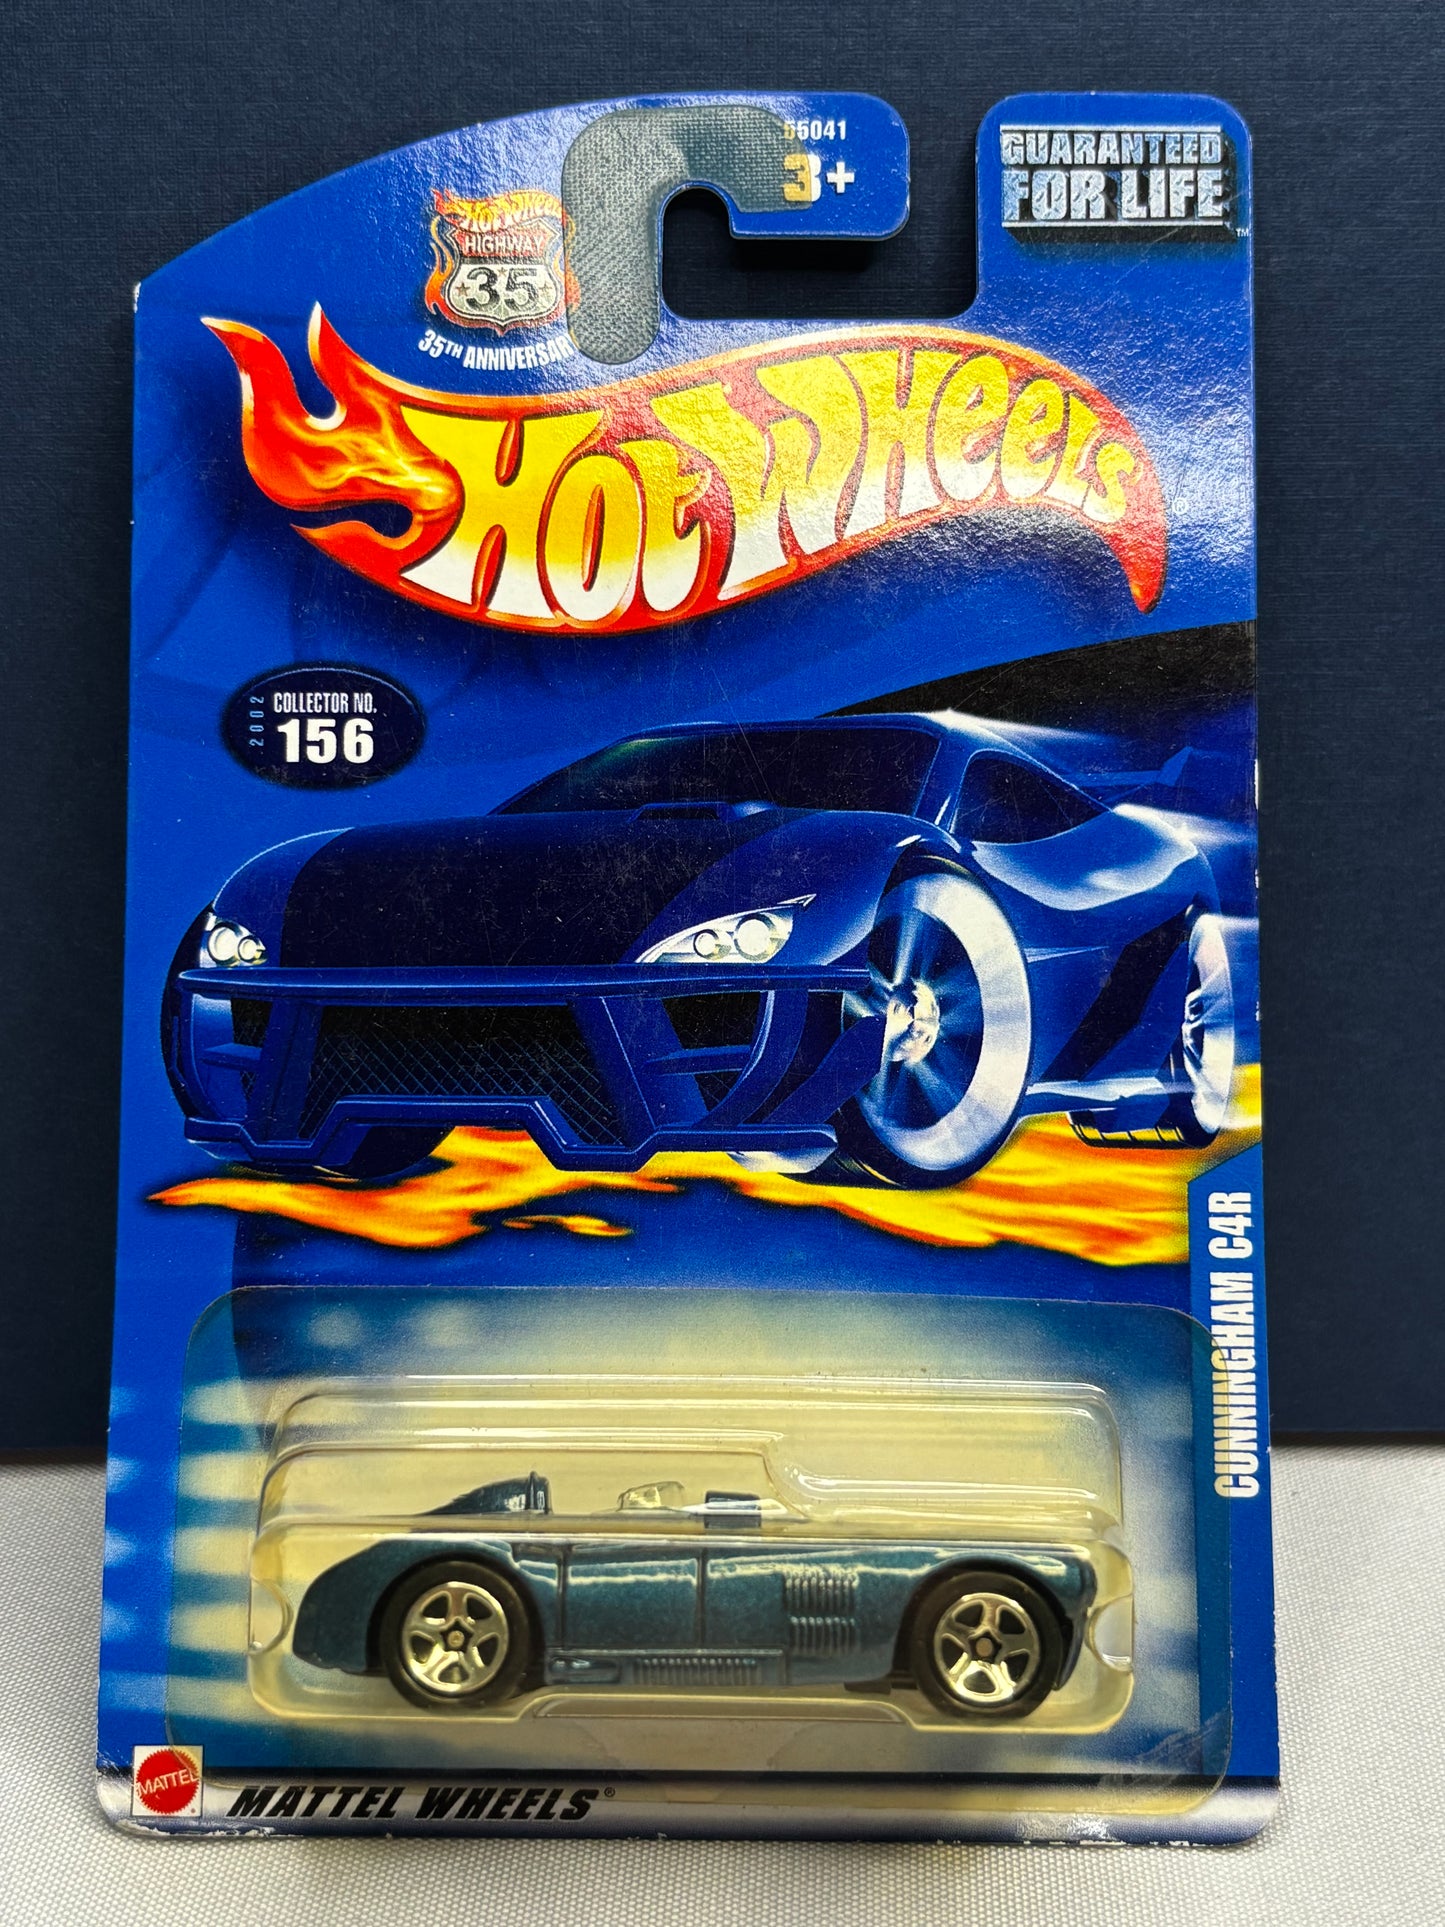 55041
3+
GUARANTEED
FOR LIFE
™
HOT WHEELS
HIGHWAY
35
35TH ANNIVERSARY
HOT WHEELS®
2002
COLLECTOR NO.
156
CUNNINGHAM C4R
MATTEL
®
MATTEL WHEELS®